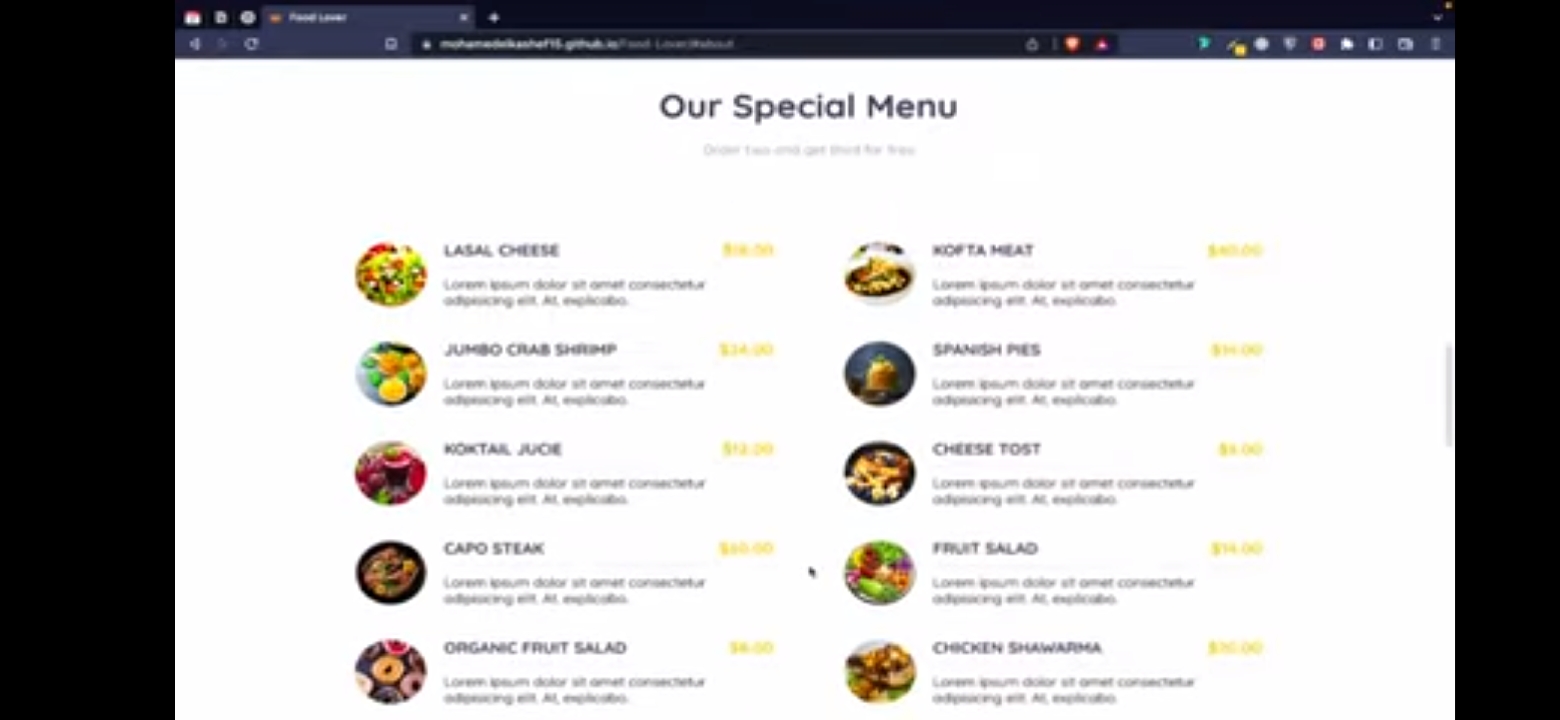 Food Lover
mohamedelkashef15.github.io/Food-Lover/#about
Our Special Menu
Order two and get third for free
LASAL CHEESE
Lorem ipsum dolor sit amet consectetur
adipisicing elit. At, explicabo.
JUMBO CRAB SHRIMP $24.00
Lorem ipsum dolor sit amet consectetur
adipisicing elit. At, explicabo.
KOKTAIL JUCIE $12.00
Lorem ipsum dolor sit amet consectetur
adipisicing elit. At, explicabo.
CAPO STEAK $60.00
Lorem ipsum dolor sit amet consectetur
adipisicing elit. At, explicabo.
ORGANIC FRUIT SALAD $8.00
Lorem ipsum dolor sit amet consectetur
adipisicing elit. At, explicabo.
KOFTA MEAT $40.00
Lorem ipsum dolor sit amet consectetur
adipisicing elit. At, explicabo.
SPANISH PIES $14.00
Lorem ipsum dolor sit amet consectetur
adipisicing elit. At, explicabo.
CHEESE TOST
Lorem ipsum dolor sit amet consectetur
adipisicing elit. At, explicabo.
FRUIT SALAD $14.00
Lorem ipsum dolor sit amet consectetur
adipisicing elit. At, explicabo.
CHICKEN SHAWARMA
Lorem ipsum dolor sit amet consectetur
adipisicing elit. At, explicabo.